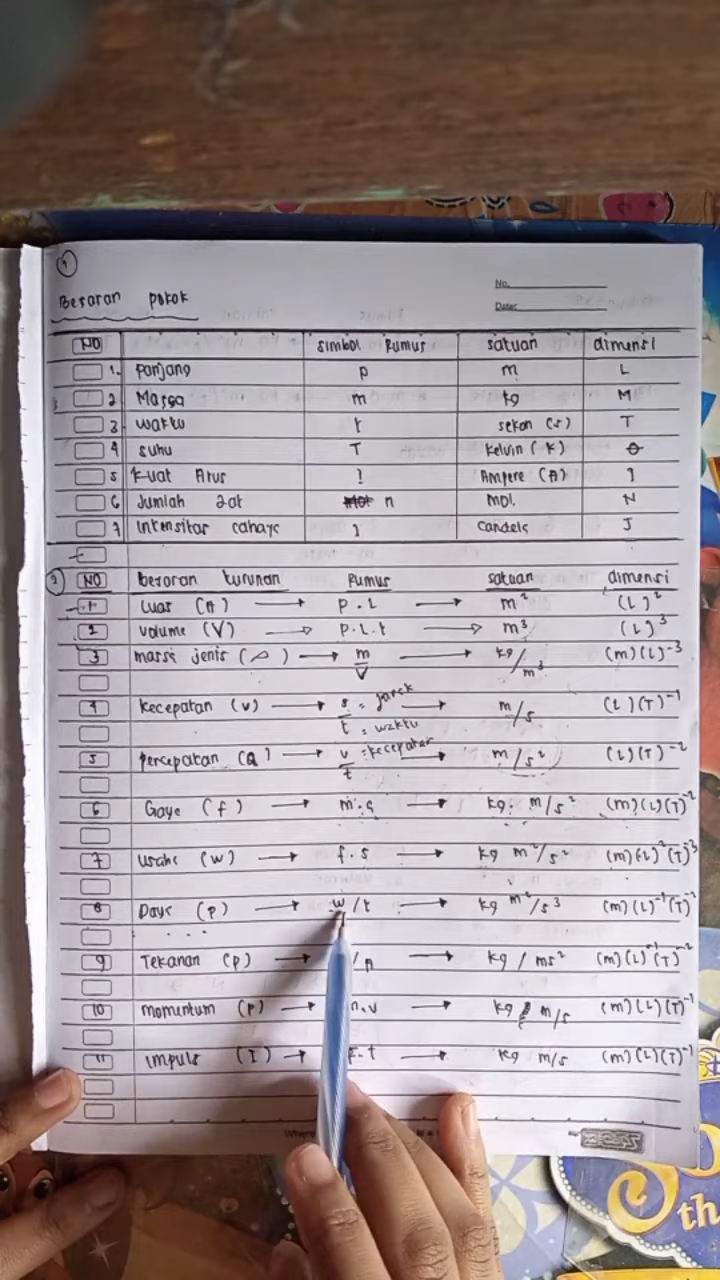 1
No.
Besaran pokok
Date:
NO simbol Rumus satuan dimensi
1. panjang p m L
2 Massa m kg M
3. waktu t sekon (s) T
4 suhu T Kelvin (K) θ
5 Kuat Arus I Ampere (A) I
6 Jumlah zat n mol N
7 Intensitas cahaya J Candela J
2 NO besaran turunan Rumus satuan dimensi
1. Luas (A) → p.L → m² (L)²
2 Volume (V) → p.L.t → m³ (L)³
3 massa jenis ( ) → m/V → kg/m³ (m)(L)-³
4 kecepatan (v) → s/t = jarak → m/s (L)(T)-¹
= waktu
5 percepatan (a) → v/t = kecepatan → m/s² (L)(T)-²
6 Gaya (f) → m.a → kg. m/s² (m)(L)(T)-²
7 usaha (w) → f.s → kg m²/s² (m)(L)²(T)-³
8 Daya (p) → w/t → kg m²/s³
9 Tekanan (p) → → kg / ms² (m)(L)-¹(T)-²
10 momentum (p) → .v → kg m/s (m)(L)(T)-¹
11 impuls (I) → F.t → kg m/s (m)(L)(T)-¹